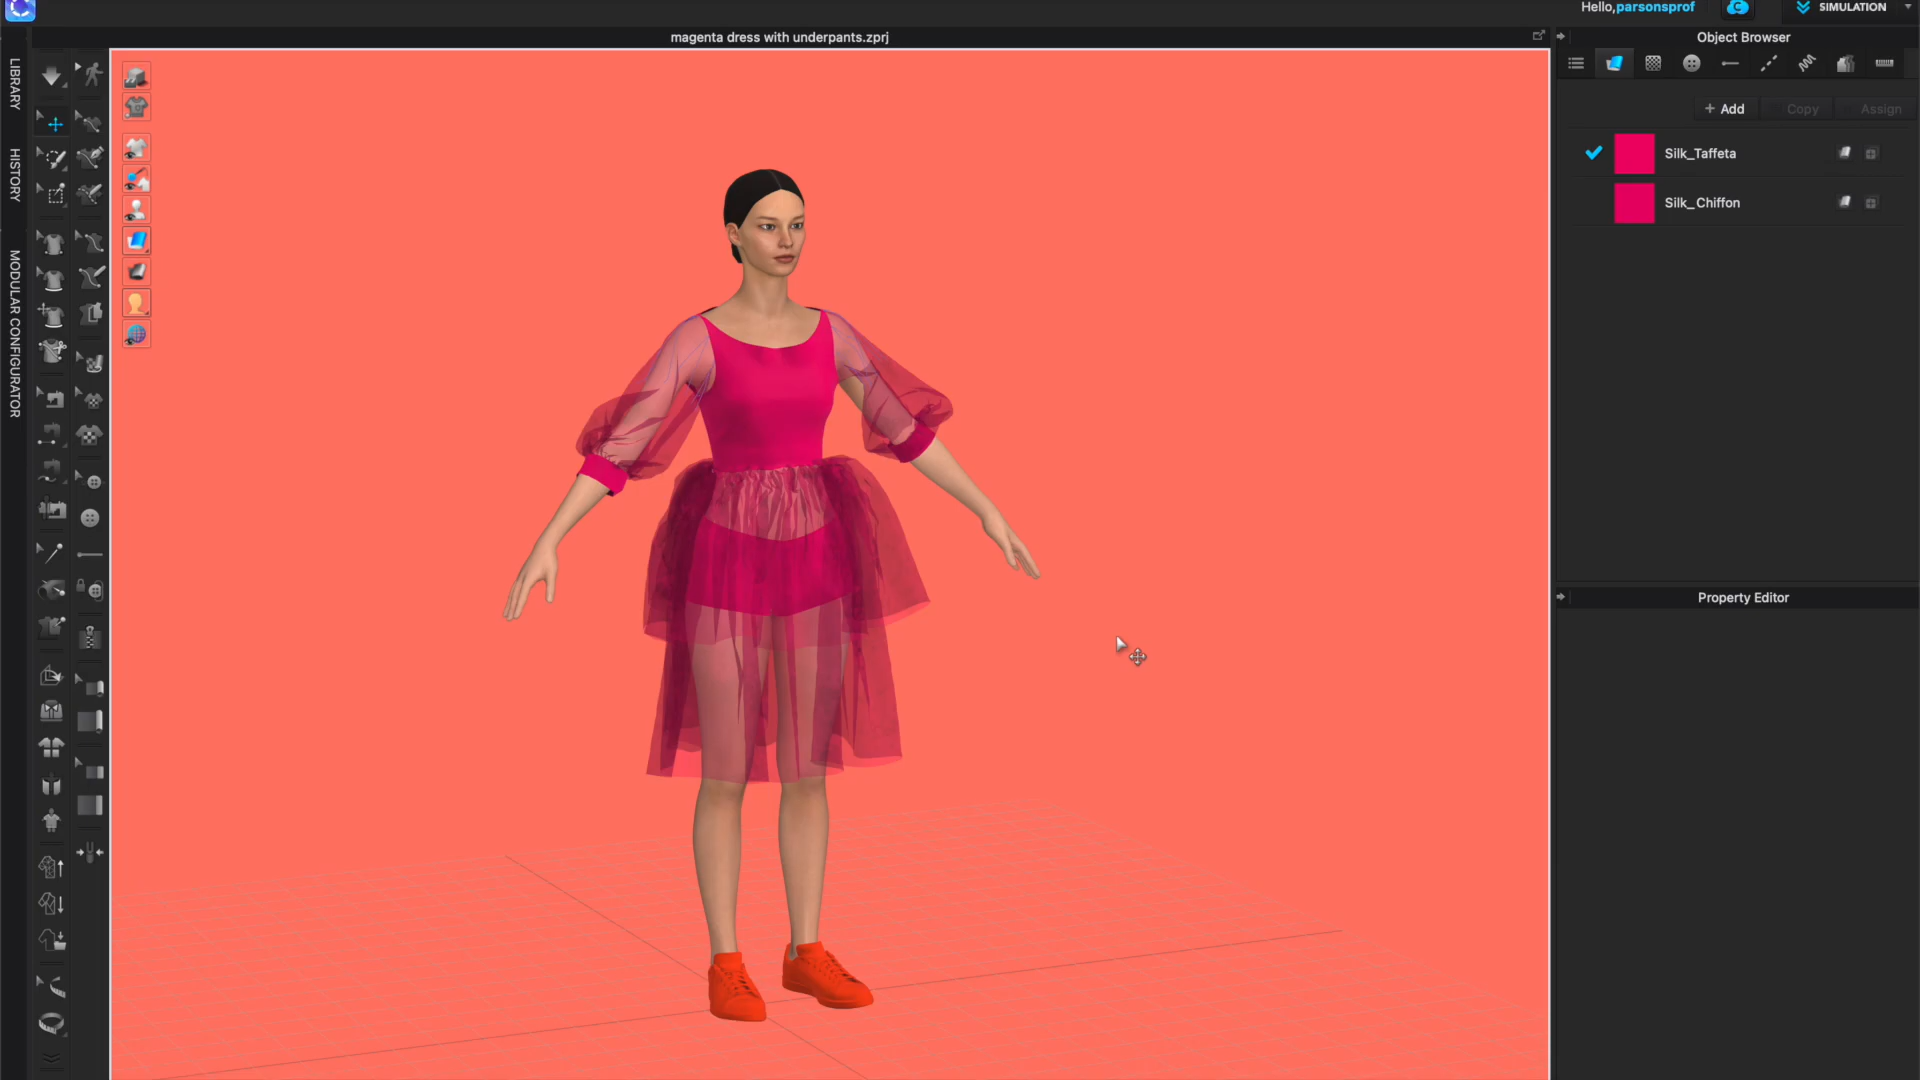 Hello,parsonsprof
SIMULATION
magenta dress with underpants.zprj
Object Browser
LIBRARY
HISTORY
MODULAR CONFIGURATOR
+ Add
Copy
Assign
Silk_Taffeta
Silk_Chiffon
Property Editor